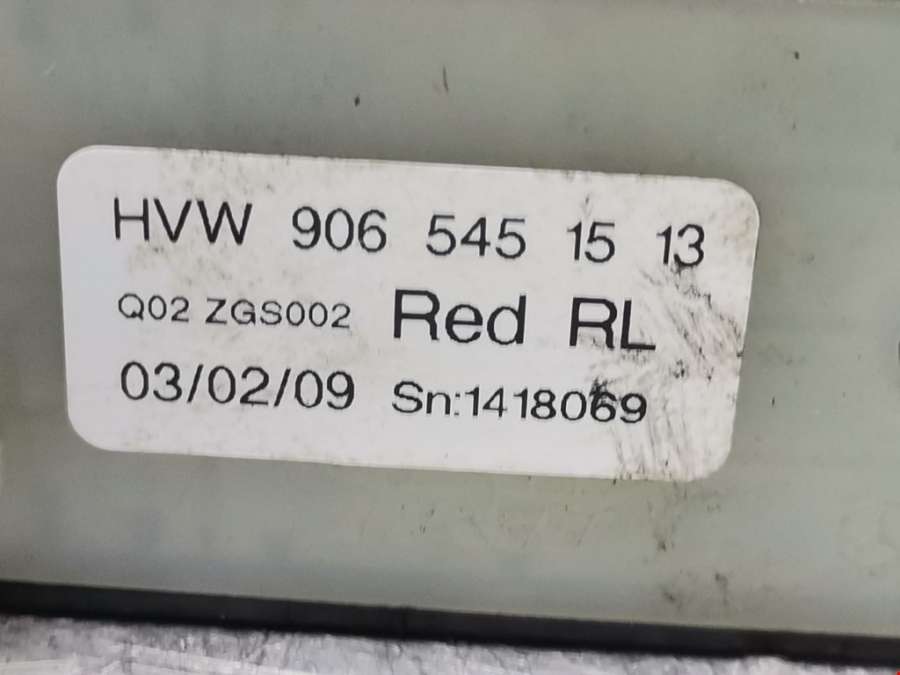 HVW 906 545 15 13
Q02 ZGS002 Red RL
03/02/09 Sn:1418069